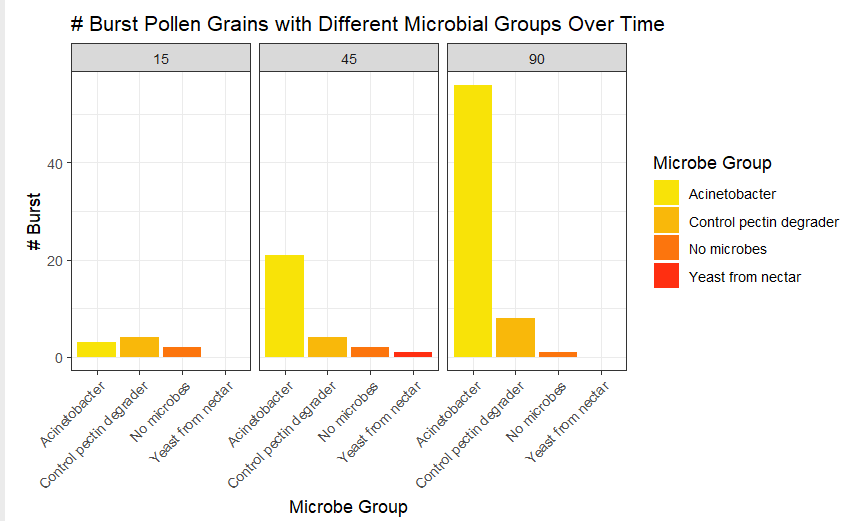 # Burst Pollen Grains with Different Microbial Groups Over Time
15
45
90
# Burst
40
20
0
Acinetobacter
Control pectin degrader
No microbes
Yeast from nectar
Acinetobacter
Control pectin degrader
No microbes
Yeast from nectar
Acinetobacter
Control pectin degrader
No microbes
Yeast from nectar
Microbe Group
Microbe Group
Acinetobacter
Control pectin degrader
No microbes
Yeast from nectar